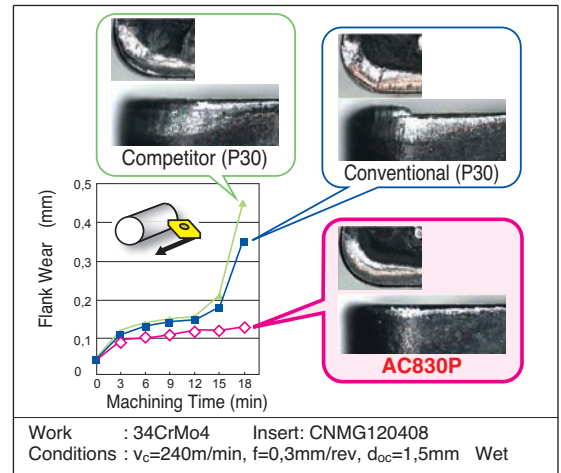 Competitor (P30)
Conventional (P30)
AC830P
Flank Wear (mm)
0,5
0,4
0,3
0,2
0,1
0
0 3 6 9 12 15 18
Machining Time (min)
Work : 34CrMo4 Insert: CNMG120408
Conditions : vc=240m/min, f=0,3mm/rev, doc=1,5mm Wet